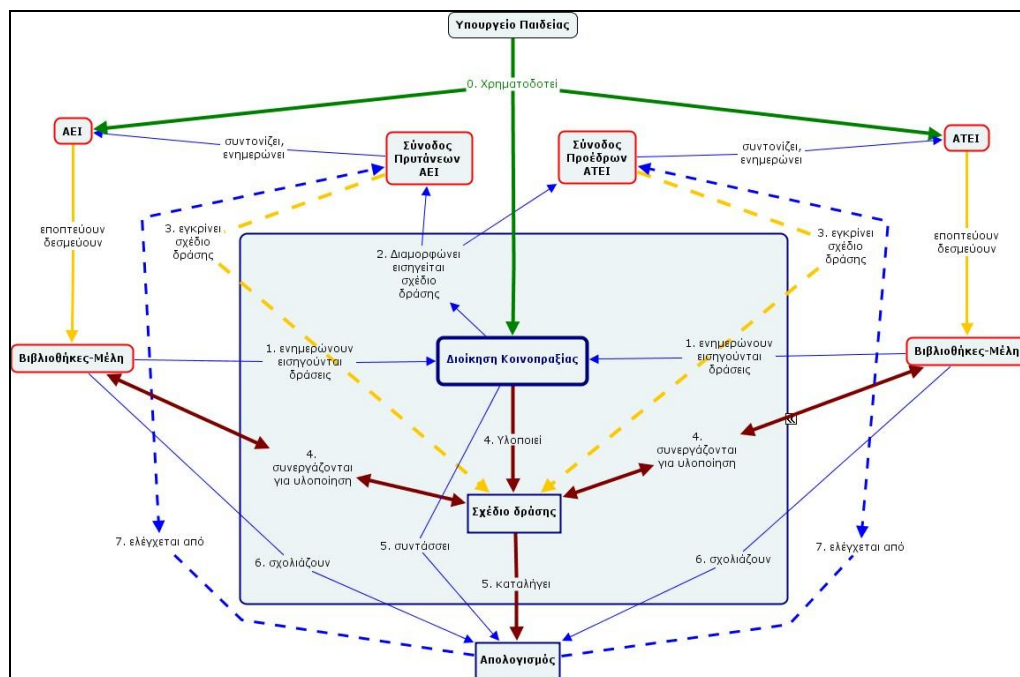 Υπουργείο Παιδείας
0. Χρηματοδοτεί
ΑΕΙ
συντονίζει,
ενημερώνει
Σύνοδος
Πρυτάνεων
ΑΕΙ
Σύνοδος
Προέδρων
ΑΤΕΙ
συντονίζει,
ενημερώνει
ΑΤΕΙ
εποπτεύουν
δεσμεύουν
3. εγκρίνει
σχέδιο
δράσης
2. Διαμορφώνει
εισηγείται
σχέδιο
δράσης
3. εγκρίνει
σχέδιο
δράσης
εποπτεύουν
δεσμεύουν
Βιβλιοθήκες-Μέλη
1. ενημερώνουν
εισηγούνται
δράσεις
Διοίκηση Κοινοπραξίας
1. ενημερώνουν
εισηγούνται
δράσεις
Βιβλιοθήκες-Μέλη
4.
συνεργάζονται
για υλοποίηση
4. Υλοποιεί
4.
συνεργάζονται
για υλοποίηση
Σχέδιο δράσης
7. ελέγχεται από
6. σχολιάζουν
5. συντάσσει
5. καταλήγει
6. σχολιάζουν
7. ελέγχεται από
Απολογισμός